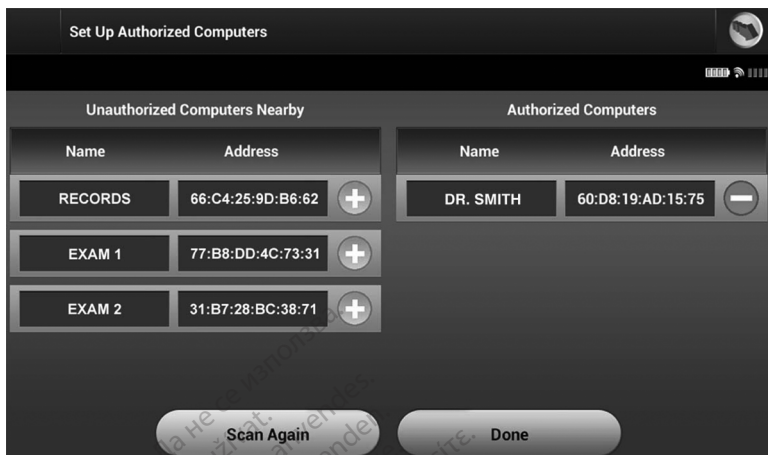 Set Up Authorized Computers
Unauthorized Computers Nearby
Name Address
RECORDS 66:C4:25:9D:B6:62
EXAM 1 77:B8:DD:4C:73:31
EXAM 2 31:B7:28:BC:38:71
Authorized Computers
Name Address
DR. SMITH 60:D8:19:AD:15:75
Scan Again
Done